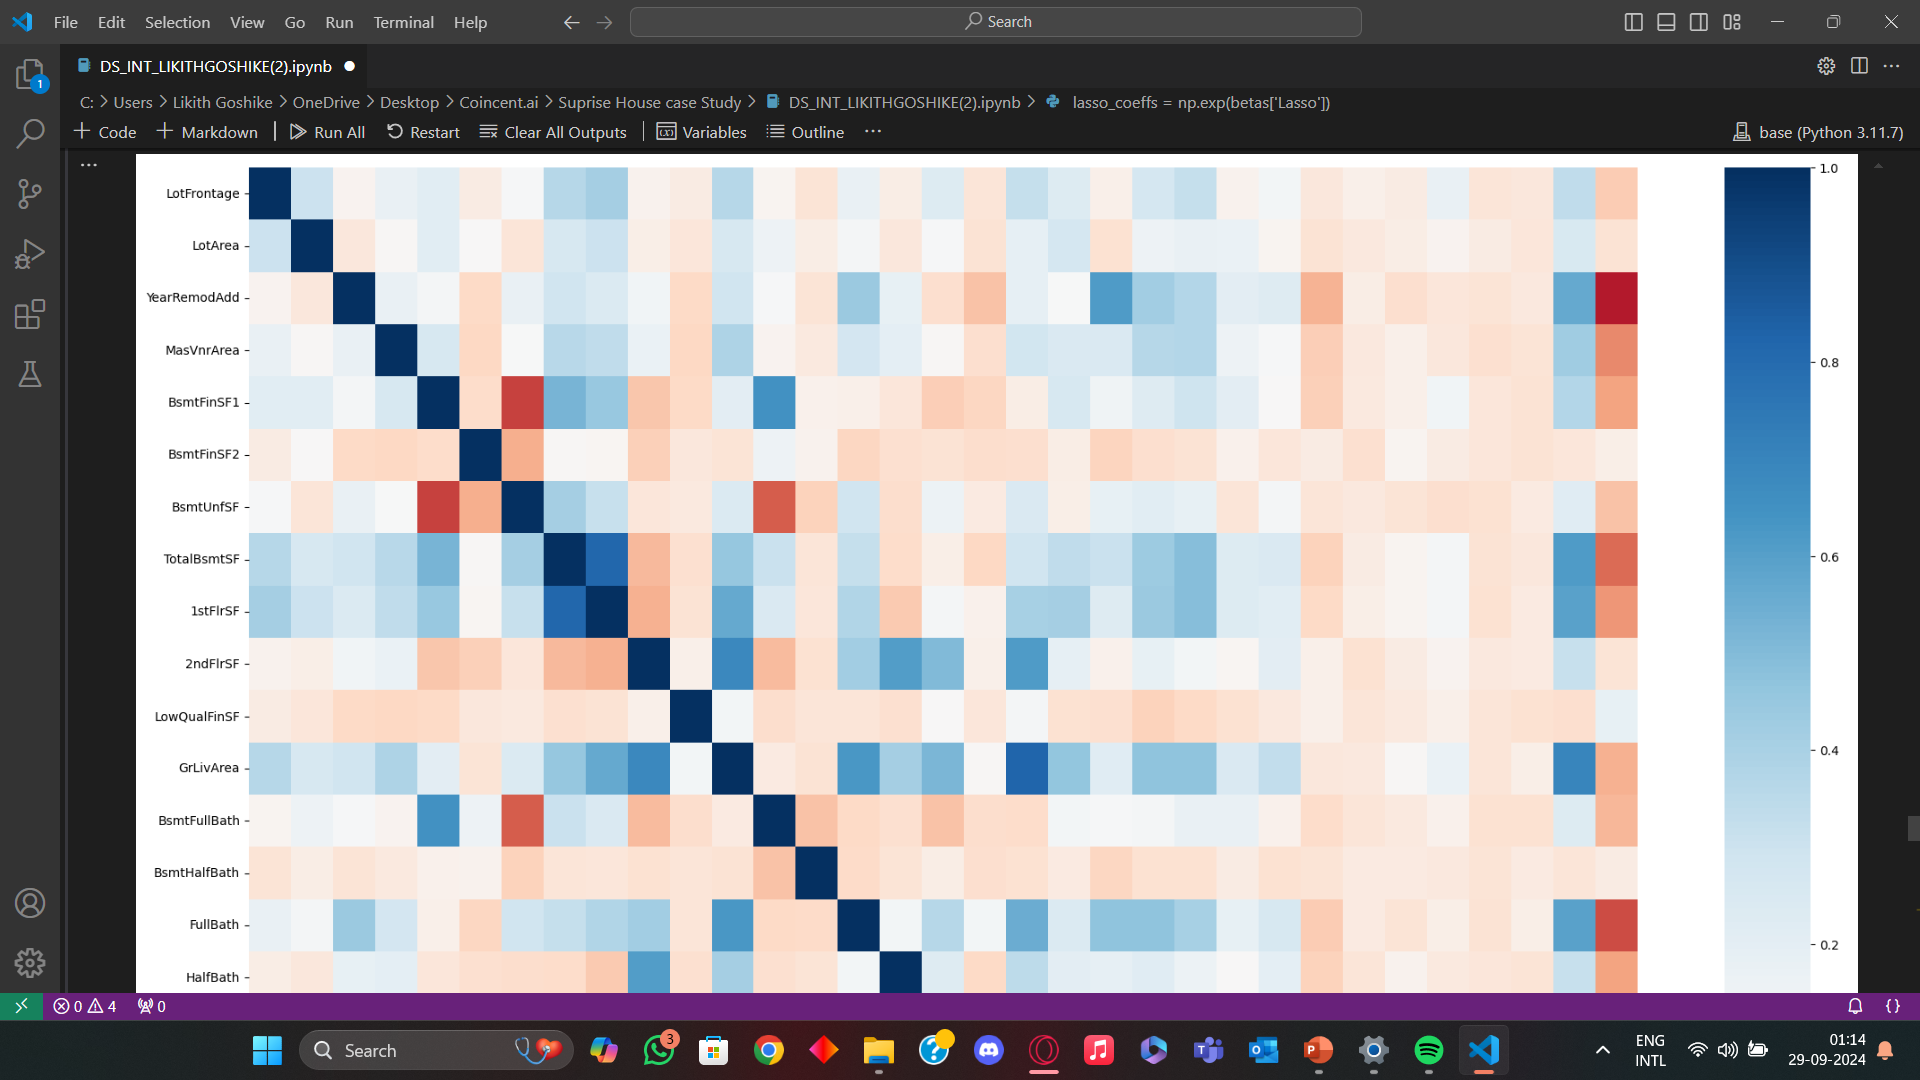 File Edit Selection View Go Run Terminal Help
Search
DS_INT_LIKITHGOSHIKE(2).ipynb
C: > Users > Likith Goshike > OneDrive > Desktop > Coincent.ai > Suprise House case Study > DS_INT_LIKITHGOSHIKE(2).ipynb > lasso_coeffs = np.exp(betas['Lasso'])
+ Code + Markdown | Run All Restart Clear All Outputs | Variables Outline ...
base (Python 3.11.7)
1
LotFrontage
LotArea
YearRemodAdd
MasVnrArea
BsmtFinSF1
BsmtFinSF2
BsmtUnfSF
TotalBsmtSF
1stFlrSF
2ndFlrSF
LowQualFinSF
GrLivArea
BsmtFullBath
BsmtHalfBath
FullBath
HalfBath
1.0
0.8
0.6
0.4
0.2
0 4 0
{}
Search
3
ENG
INTL
01:14
29-09-2024